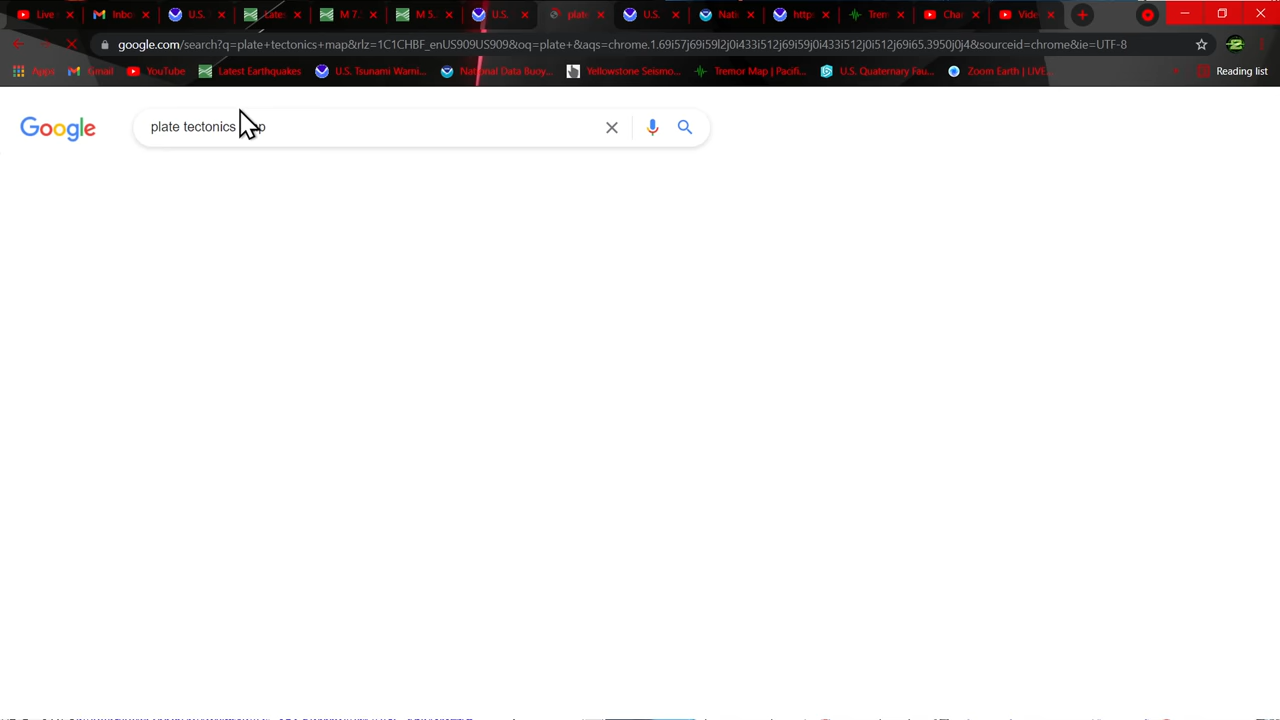 Live Inbo U.S. Late M 7. M 5. U.S. plate U.S. Nati http Trem Cha Vide
google.com/search?q=plate+tectonics+map&rlz=1C1CHBF_enUS909US909&oq=plate+&aqs=chrome.1.69i57j69i59l2j0i433i512j69i59j0i433i512j0i512j69i65.3950j0j4&sourceid=chrome&ie=UTF-8
Apps Gmail YouTube Latest Earthquakes U.S. Tsunami Warni... National Data Buoy... Yellowstone Seismo... Tremor Map | Pacifi... U.S. Quaternary Fau... Zoom Earth | LIVE... Reading list
Google plate tectonics